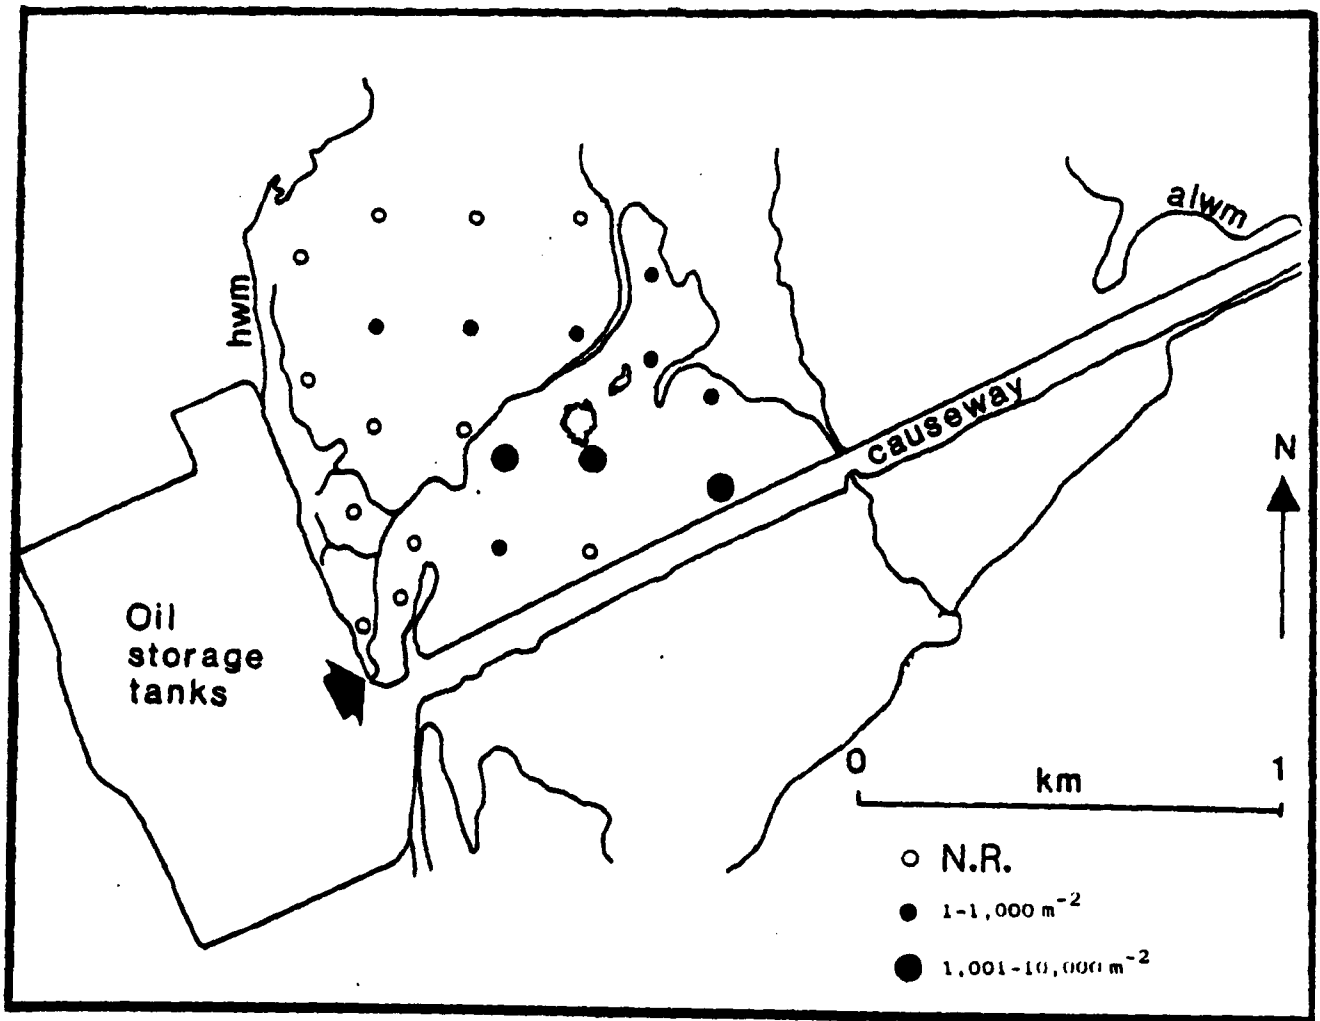 alwm
hwm
causeway
N
Oil
storage
tanks
0 1
km
N.R.
1-1,000 m⁻²
1,001-10,000 m⁻²